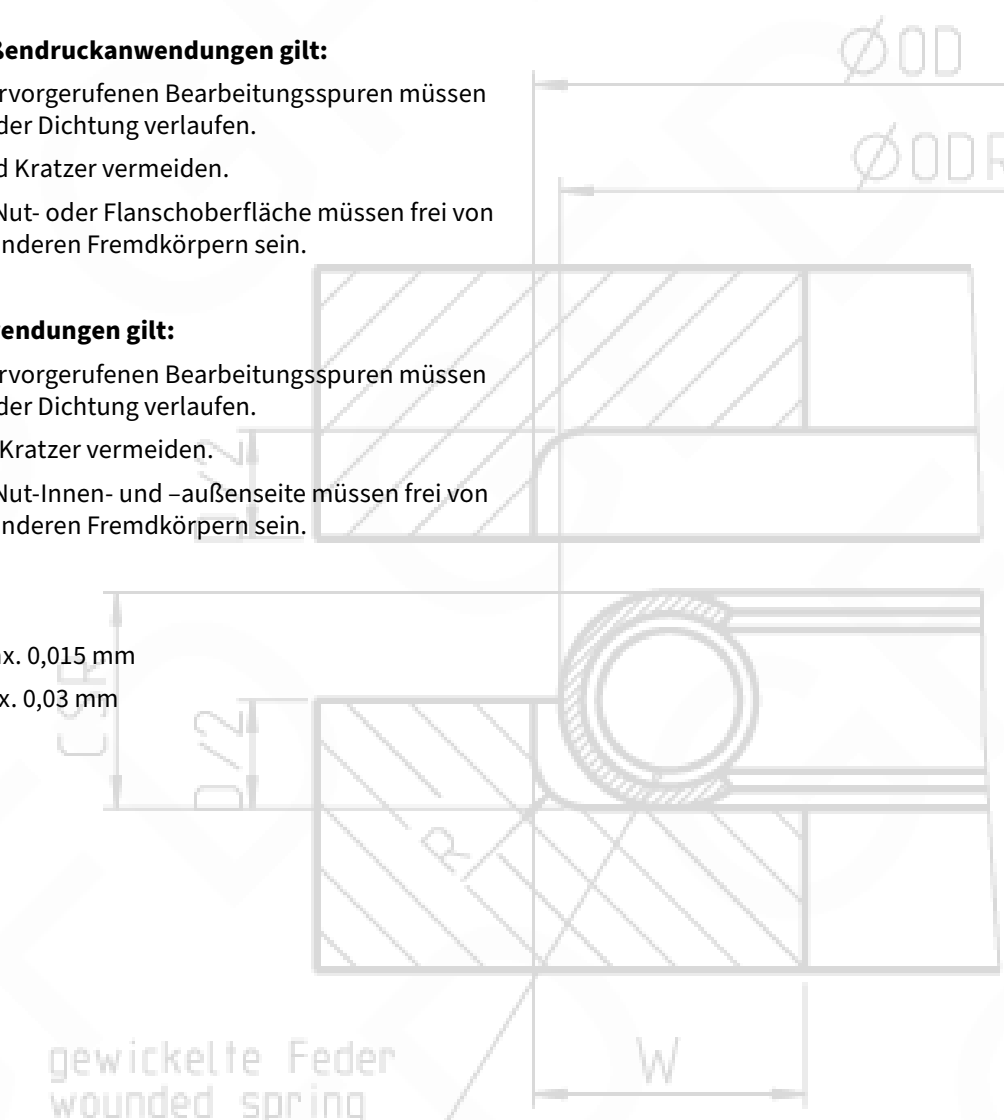 ßendruckanwendungen gilt:
rvorgerufenen Bearbeitungsspuren müssen
der Dichtung verlaufen.
d Kratzer vermeiden.
Nut- oder Flanschoberfläche müssen frei von
nderen Fremdkörpern sein.
endungen gilt:
rvorgerufenen Bearbeitungsspuren müssen
der Dichtung verlaufen.
Kratzer vermeiden.
Nut-Innen- und –außenseite müssen frei von
nderen Fremdkörpern sein.
x. 0,015 mm
x. 0,03 mm
ØOD
ØODR
D/2
CSR
D/2
R
W
gewickelte Feder
wounded spring